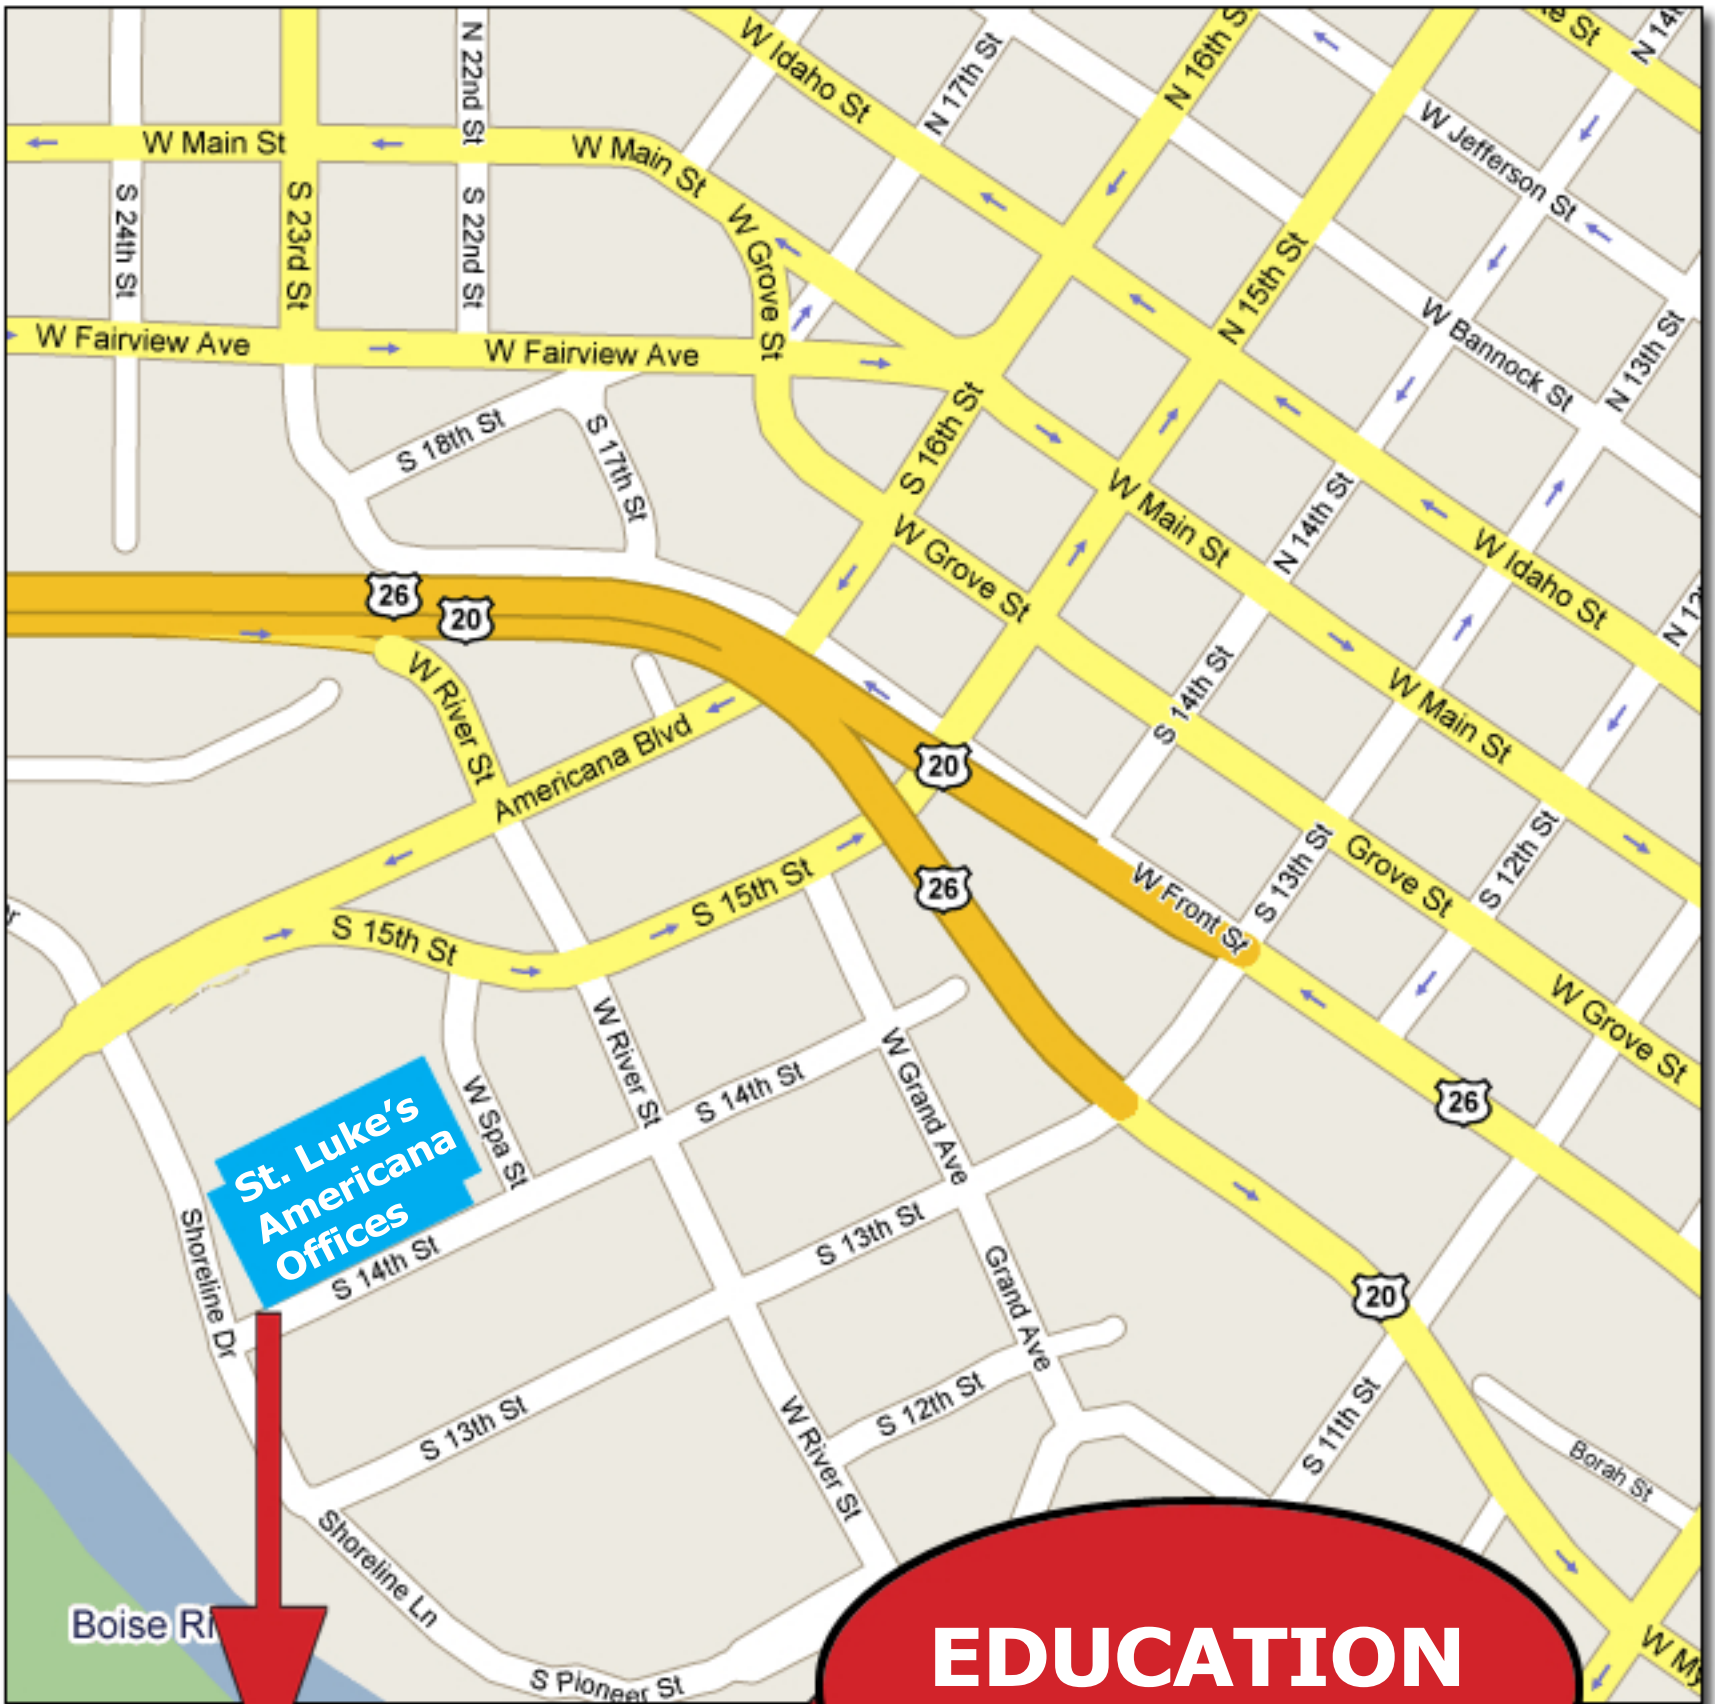 W Idaho St
N 17th St
N 16th St
N 22nd St
W Main St
W Main St
W Jefferson St
S 24th St
S 23rd St
S 22nd St
W Grove St
N 15th St
W Bannock St
N 13th St
W Fairview Ave
W Fairview Ave
S 18th St
S 17th St
S 16th St
W Main St
N 14th St
W Grove St
W Idaho St
26
20
W River St
Americana Blvd
S 14th St
W Main St
20
26
W Front St
S 13th St
Grove St
S 12th St
S 15th St
S 15th St
W Grove St
W River St
W Grand Ave
S 14th St
W Spa St
26
St. Luke's
Americana
Offices
Shoreline Dr
S 14th St
S 13th St
Grand Ave
20
S 13th St
S 12th St
W River St
S 11th St
Borah St
Shoreline Ln
Boise
S Pioneer St
EDUCATION